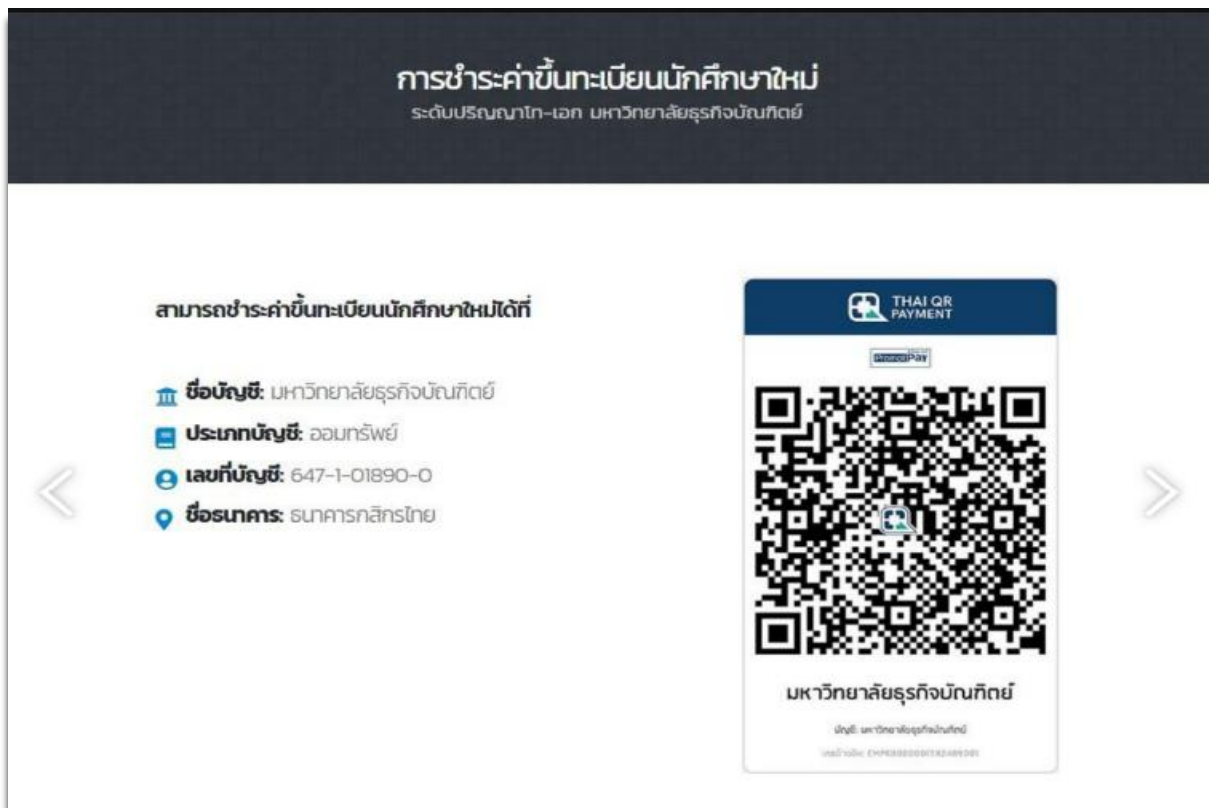 การชำระค่าขึ้นทะเบียนนักศึกษาใหม่
ระดับปริญญาโท-เอก มหาวิทยาลัยธุรกิจบัณฑิตย์
สามารถชำระค่าขึ้นทะเบียนนักศึกษาใหม่ได้ที่
ชื่อบัญชี: มหาวิทยาลัยธุรกิจบัณฑิตย์
ประเภทบัญชี: ออมทรัพย์
เลขที่บัญชี: 647-1-01890-0
ชื่อธนาคาร: ธนาคารกสิกรไทย
THAI QR
PAYMENT
PromptPay
มหาวิทยาลัยธุรกิจบัณฑิตย์
บัญชี: มหาวิทยาลัยธุรกิจบัณฑิตย์
เลขอ้างอิง: